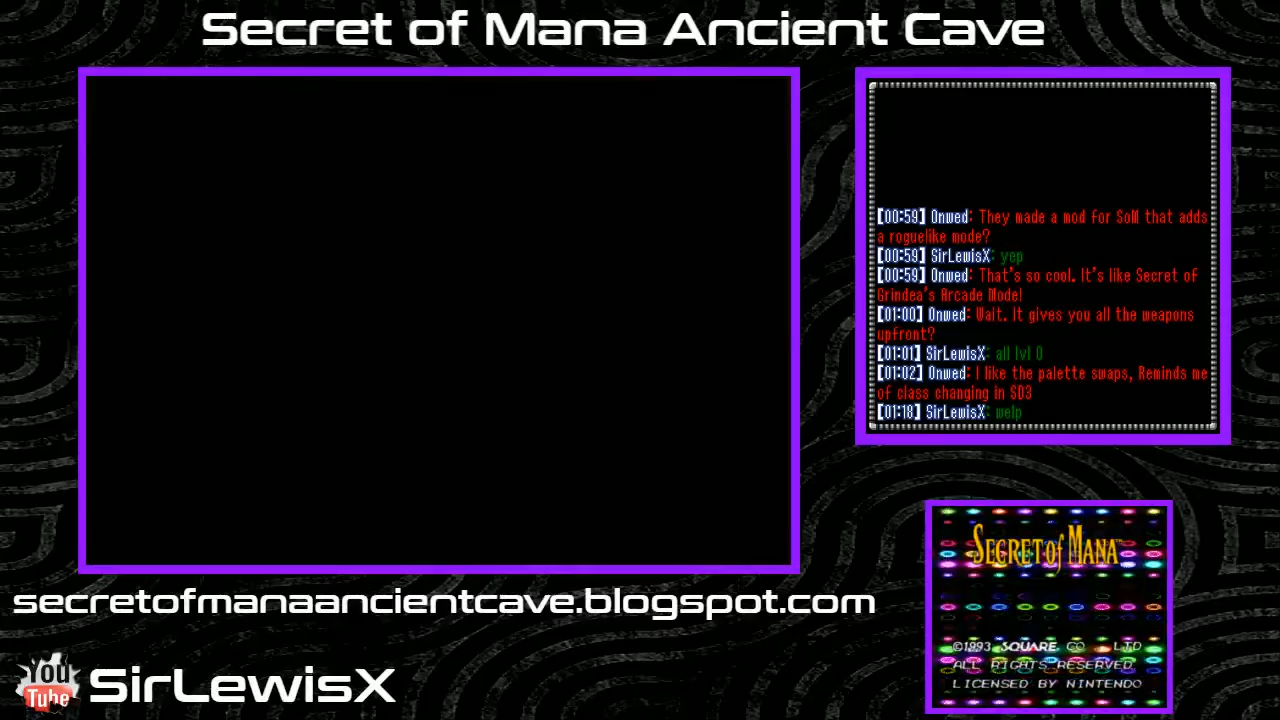 Secret of Mana Ancient Cave
[00:59] Onwed: They made a mod for SoM that adds
a roguelike mode?
[00:59] SirLewisX: yep
[00:59] Onwed: That's so cool. It's like Secret of
Grindea's Arcade Mode!
[01:00] Onwed: Wait. It gives you all the weapons
upfront?
[01:01] SirLewisX: all lvl 0
[01:02] Onwed: I like the palette swaps, Reminds me
of class changing in SD3
[01:18] SirLewisX: welp
SECRET of MANA™
©1993 SQUARE CO LTD
ALL RIGHTS RESERVED.
LICENSED BY NINTENDO
secretofmanaancientcave.blogspot.com
You
Tube
SirLewisX